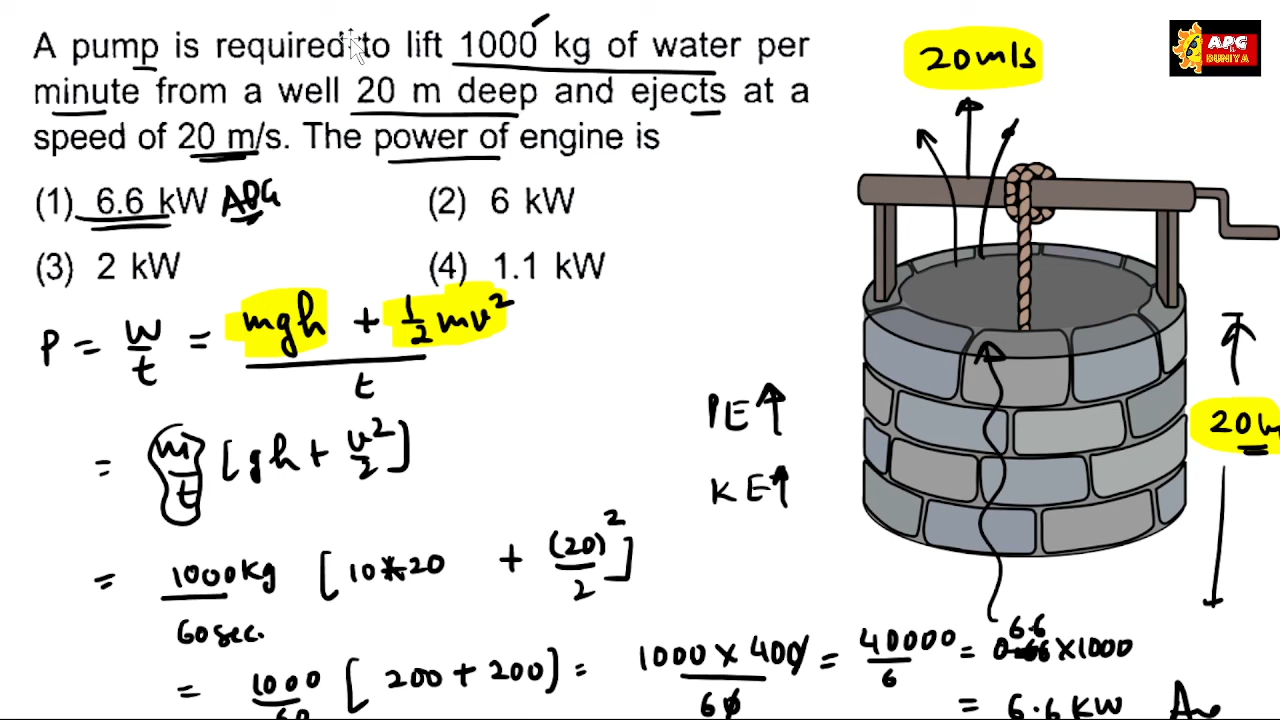 A pump is required to lift 1000 kg of water per
minute from a well 20 m deep and ejects at a
speed of 20 m/s. The power of engine is
(1) 6.6 kW APG
(2) 6 kW
(3) 2 kW
(4) 1.1 kW
P = W/t = mgh + 1/2 mv² / t
= m/t [gh + v²/2]
= 1000kg / 60sec. [10*20 + (20)²/2]
= 1000/60 [200 + 200] = 1000 × 400 / 60 = 40000/6 = 6.6 ×1000
= 6.6 KW
20m/s
APG
DUNIYA
PE↑
KE↑
20